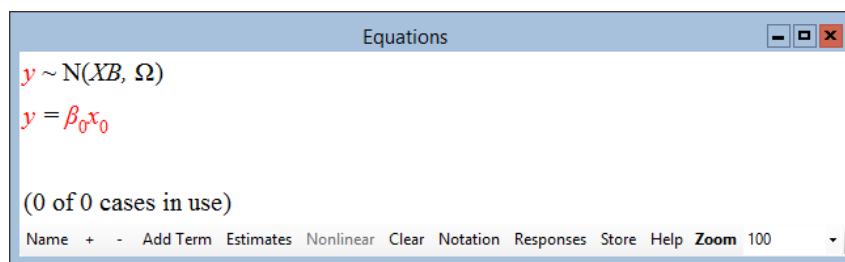 Equations
y ~ N(XB, Ω)
y = β₀x₀
(0 of 0 cases in use)
Name + - Add Term Estimates Nonlinear Clear Notation Responses Store Help Zoom 100